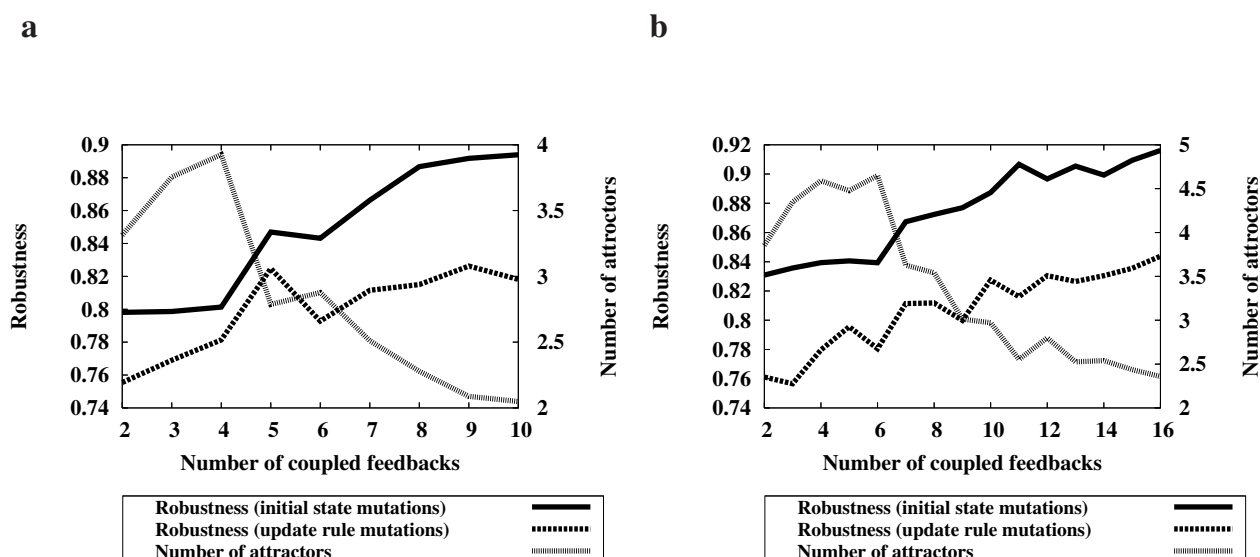 a
b
0.9
0.88
0.86
0.84
0.82
0.8
0.78
0.76
0.74
Robustness
4
3.5
3
2.5
2
Number of attroctors
2 3 4 5 6 7 8 9 10
Number of coupled feedbacks
Robustness (initial state mutations)
Robustness (update rule mutations)
Number of attractors
0.92
0.9
0.88
0.86
0.84
0.82
0.8
0.78
0.76
0.74
Robustness
5
4.5
4
3.5
3
2.5
2
Number of attroctors
2 4 6 8 10 12 14 16
Number of coupled feedbacks
Robustness (initial state mutations)
Robustness (update rule mutations)
Number of attractors